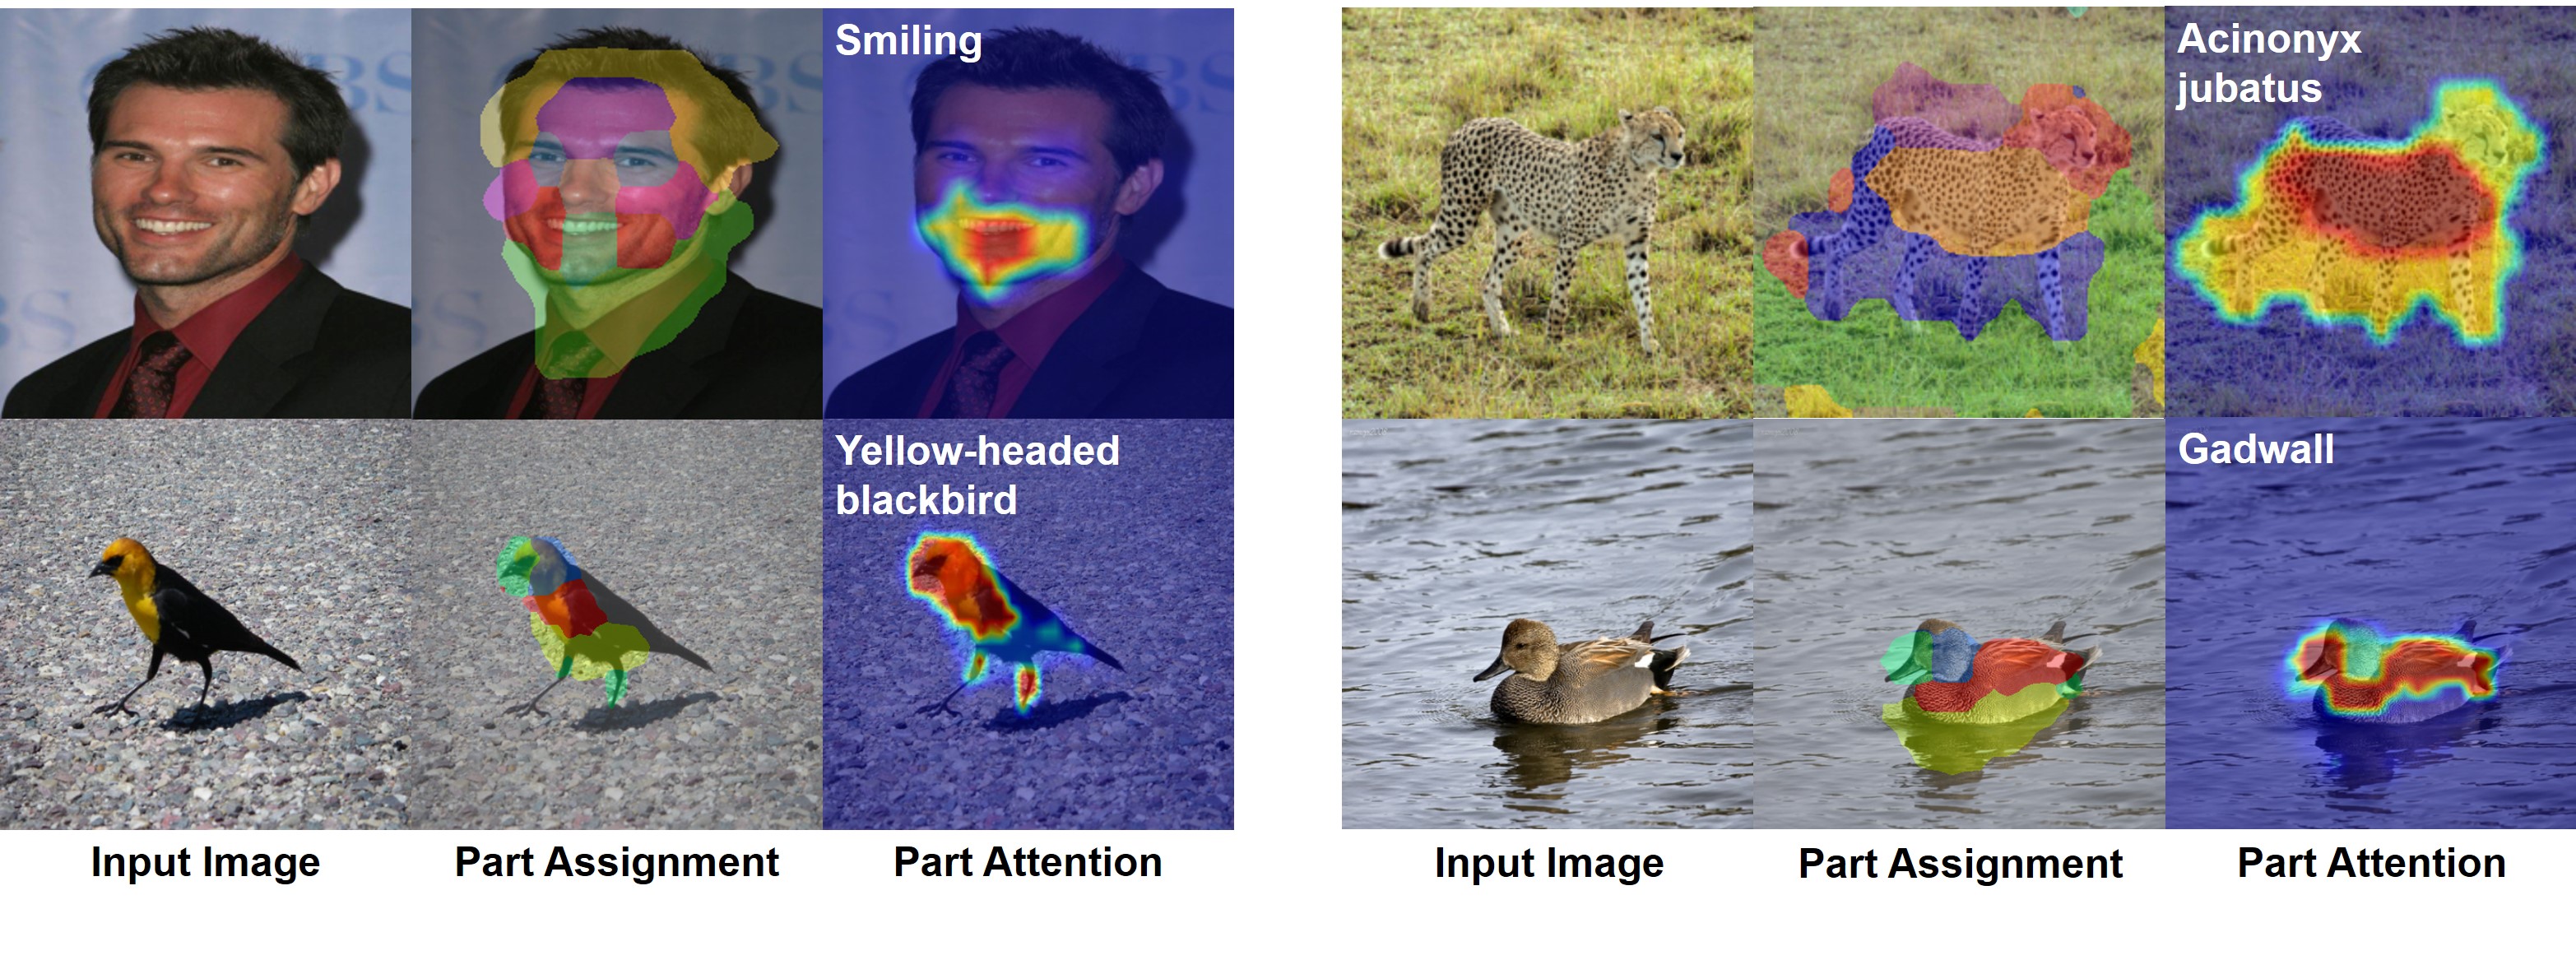 Smiling
Acinonyx
jubatus
Yellow-headed
blackbird
Gadwall
Input Image
Part Assignment
Part Attention
Input Image
Part Assignment
Part Attention